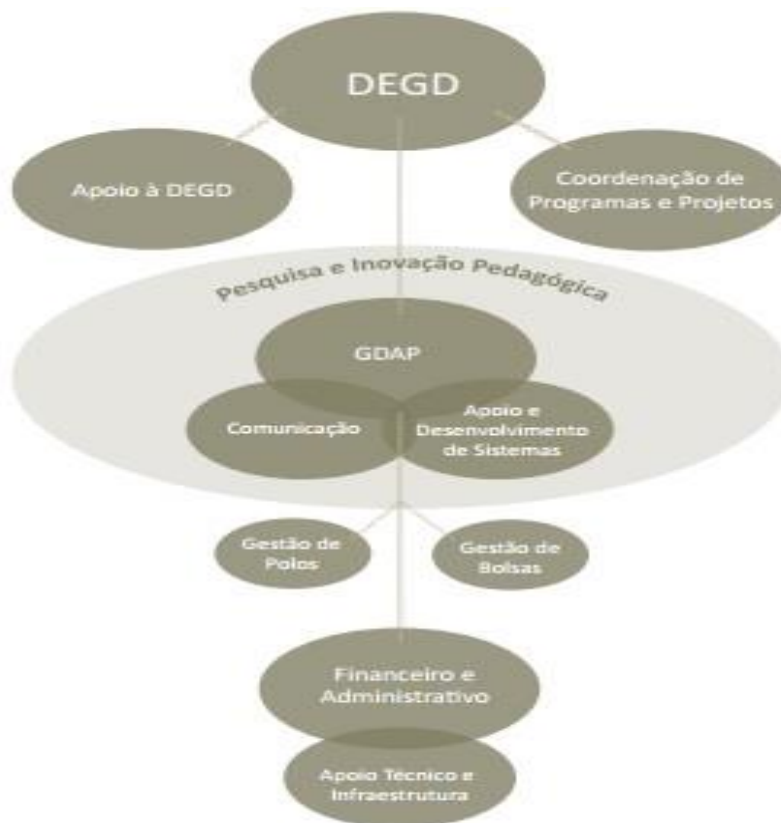 DEGD
Apoio à DEGD
Coordenação de
Programas e Projetos
Pesquisa e Inovação Pedagógica
GDAP
Comunicação
Apoio e
Desenvolvimento
de Sistemas
Gestão de
Polos
Gestão de
Bolsas
Financeiro e
Administrativo
Apoio Técnico e
Infraestrutura